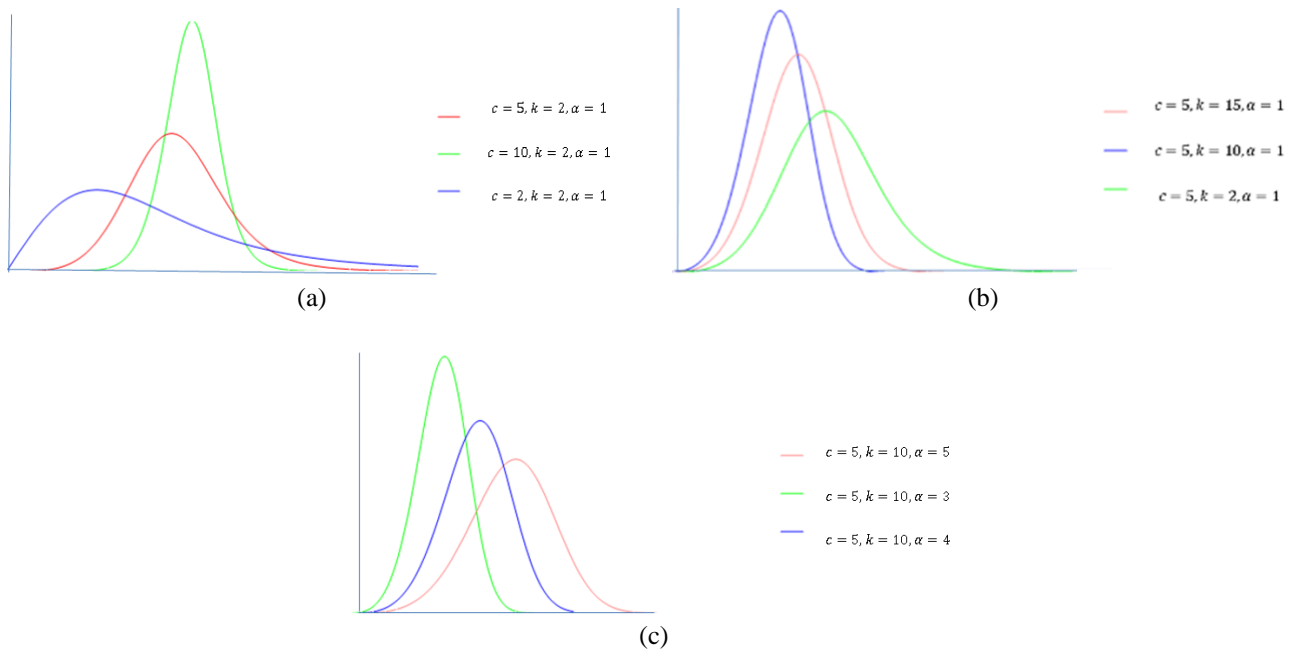 c = 5, k = 2, α = 1
c = 10, k = 2, α = 1
c = 2, k = 2, α = 1
(a)
c = 5, k = 15, α = 1
c = 5, k = 10, α = 1
c = 5, k = 2, α = 1
(b)
c = 5, k = 10, α = 5
c = 5, k = 10, α = 3
c = 5, k = 10, α = 4
(c)